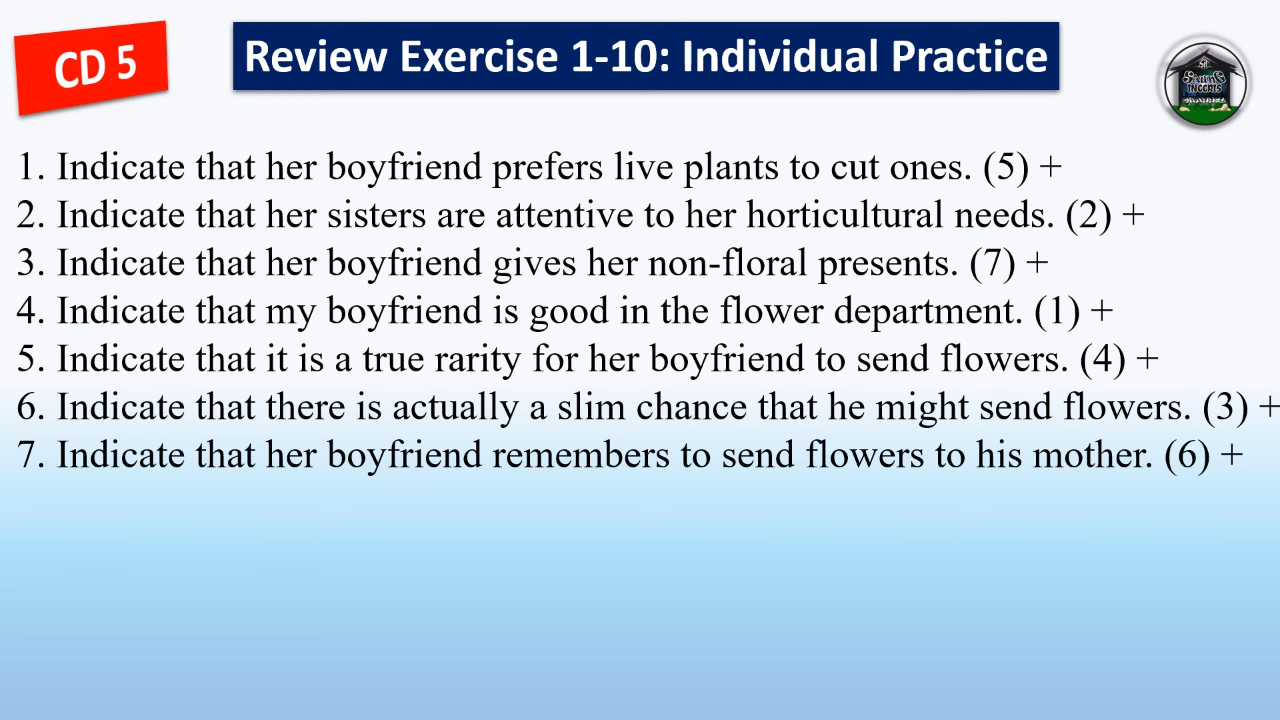 CD 5
Review Exercise 1-10: Individual Practice
1. Indicate that her boyfriend prefers live plants to cut ones. (5) +
2. Indicate that her sisters are attentive to her horticultural needs. (2) +
3. Indicate that her boyfriend gives her non-floral presents. (7) +
4. Indicate that my boyfriend is good in the flower department. (1) +
5. Indicate that it is a true rarity for her boyfriend to send flowers. (4) +
6. Indicate that there is actually a slim chance that he might send flowers. (3) +
7. Indicate that her boyfriend remembers to send flowers to his mother. (6) +
INGGRIS